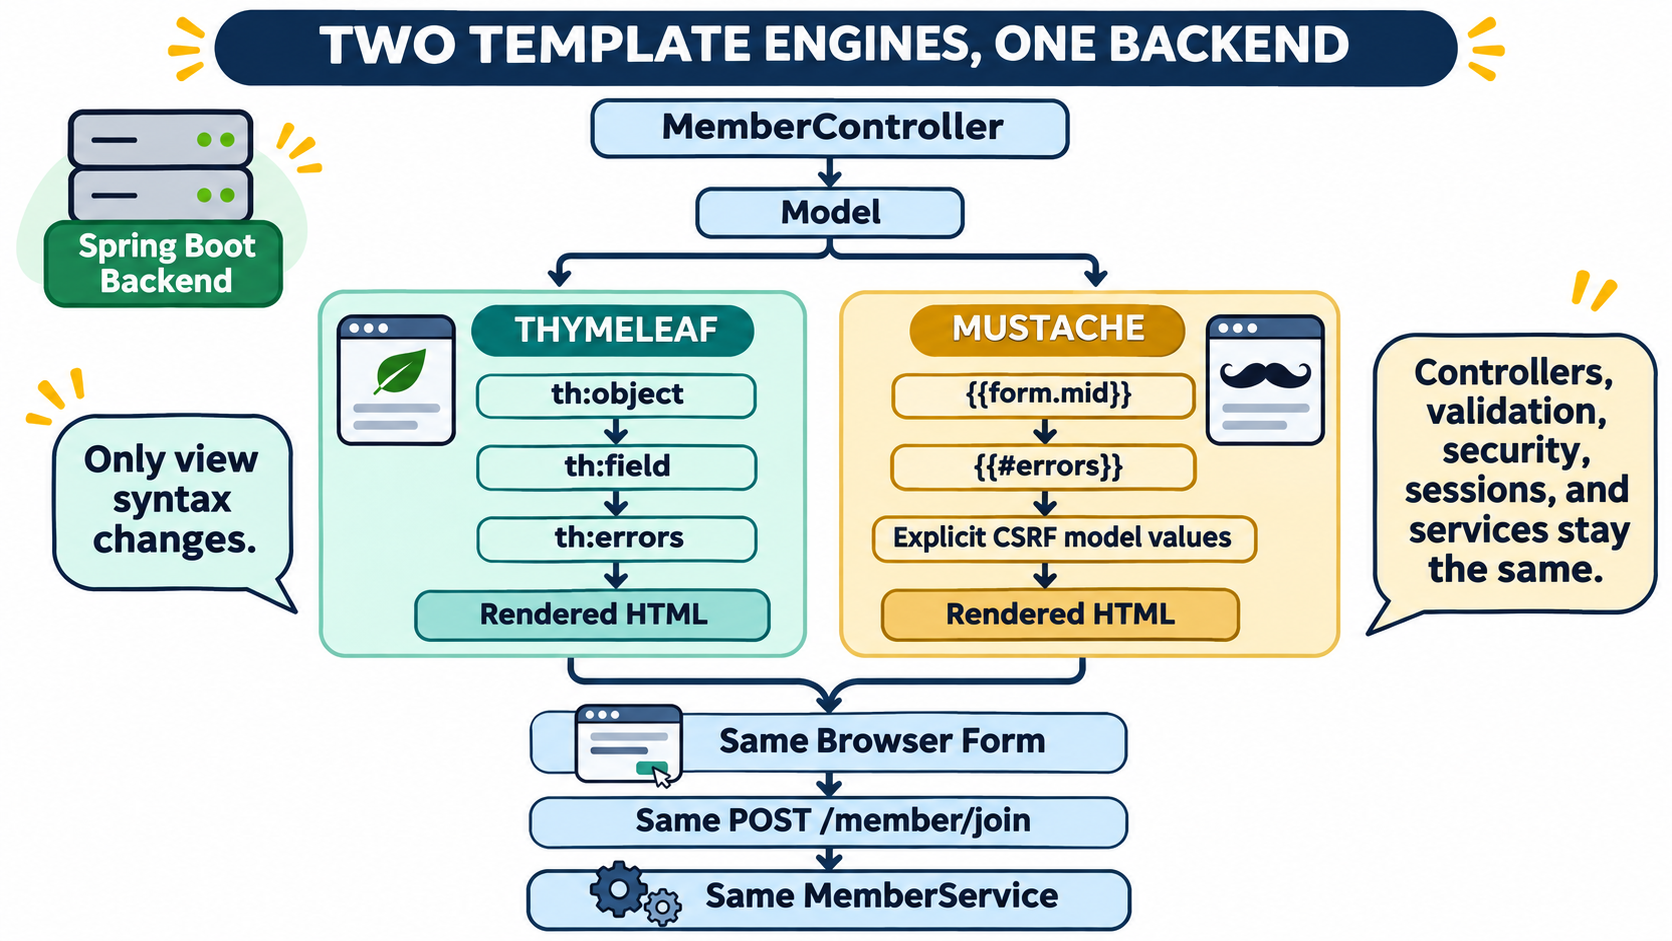 TWO TEMPLATE ENGINES, ONE BACKEND
MemberController
Model
Spring Boot
Backend
THYMELEAF
th:object
th:field
th:errors
Rendered HTML
MUSTACHE
{{form.mid}}
{{#errors}}
Explicit CSRF model values
Rendered HTML
Only view
syntax
changes.
Controllers,
validation,
security,
sessions, and
services stay
the same.
Same Browser Form
Same POST /member/join
Same MemberService